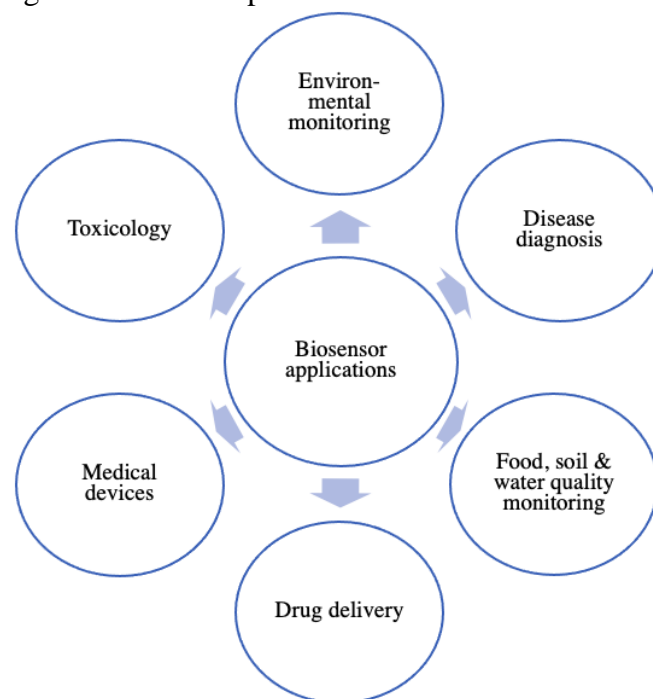 Environ-
mental
monitoring
Toxicology
Disease
diagnosis
Biosensor
applications
Medical
devices
Food, soil &
water quality
monitoring
Drug delivery